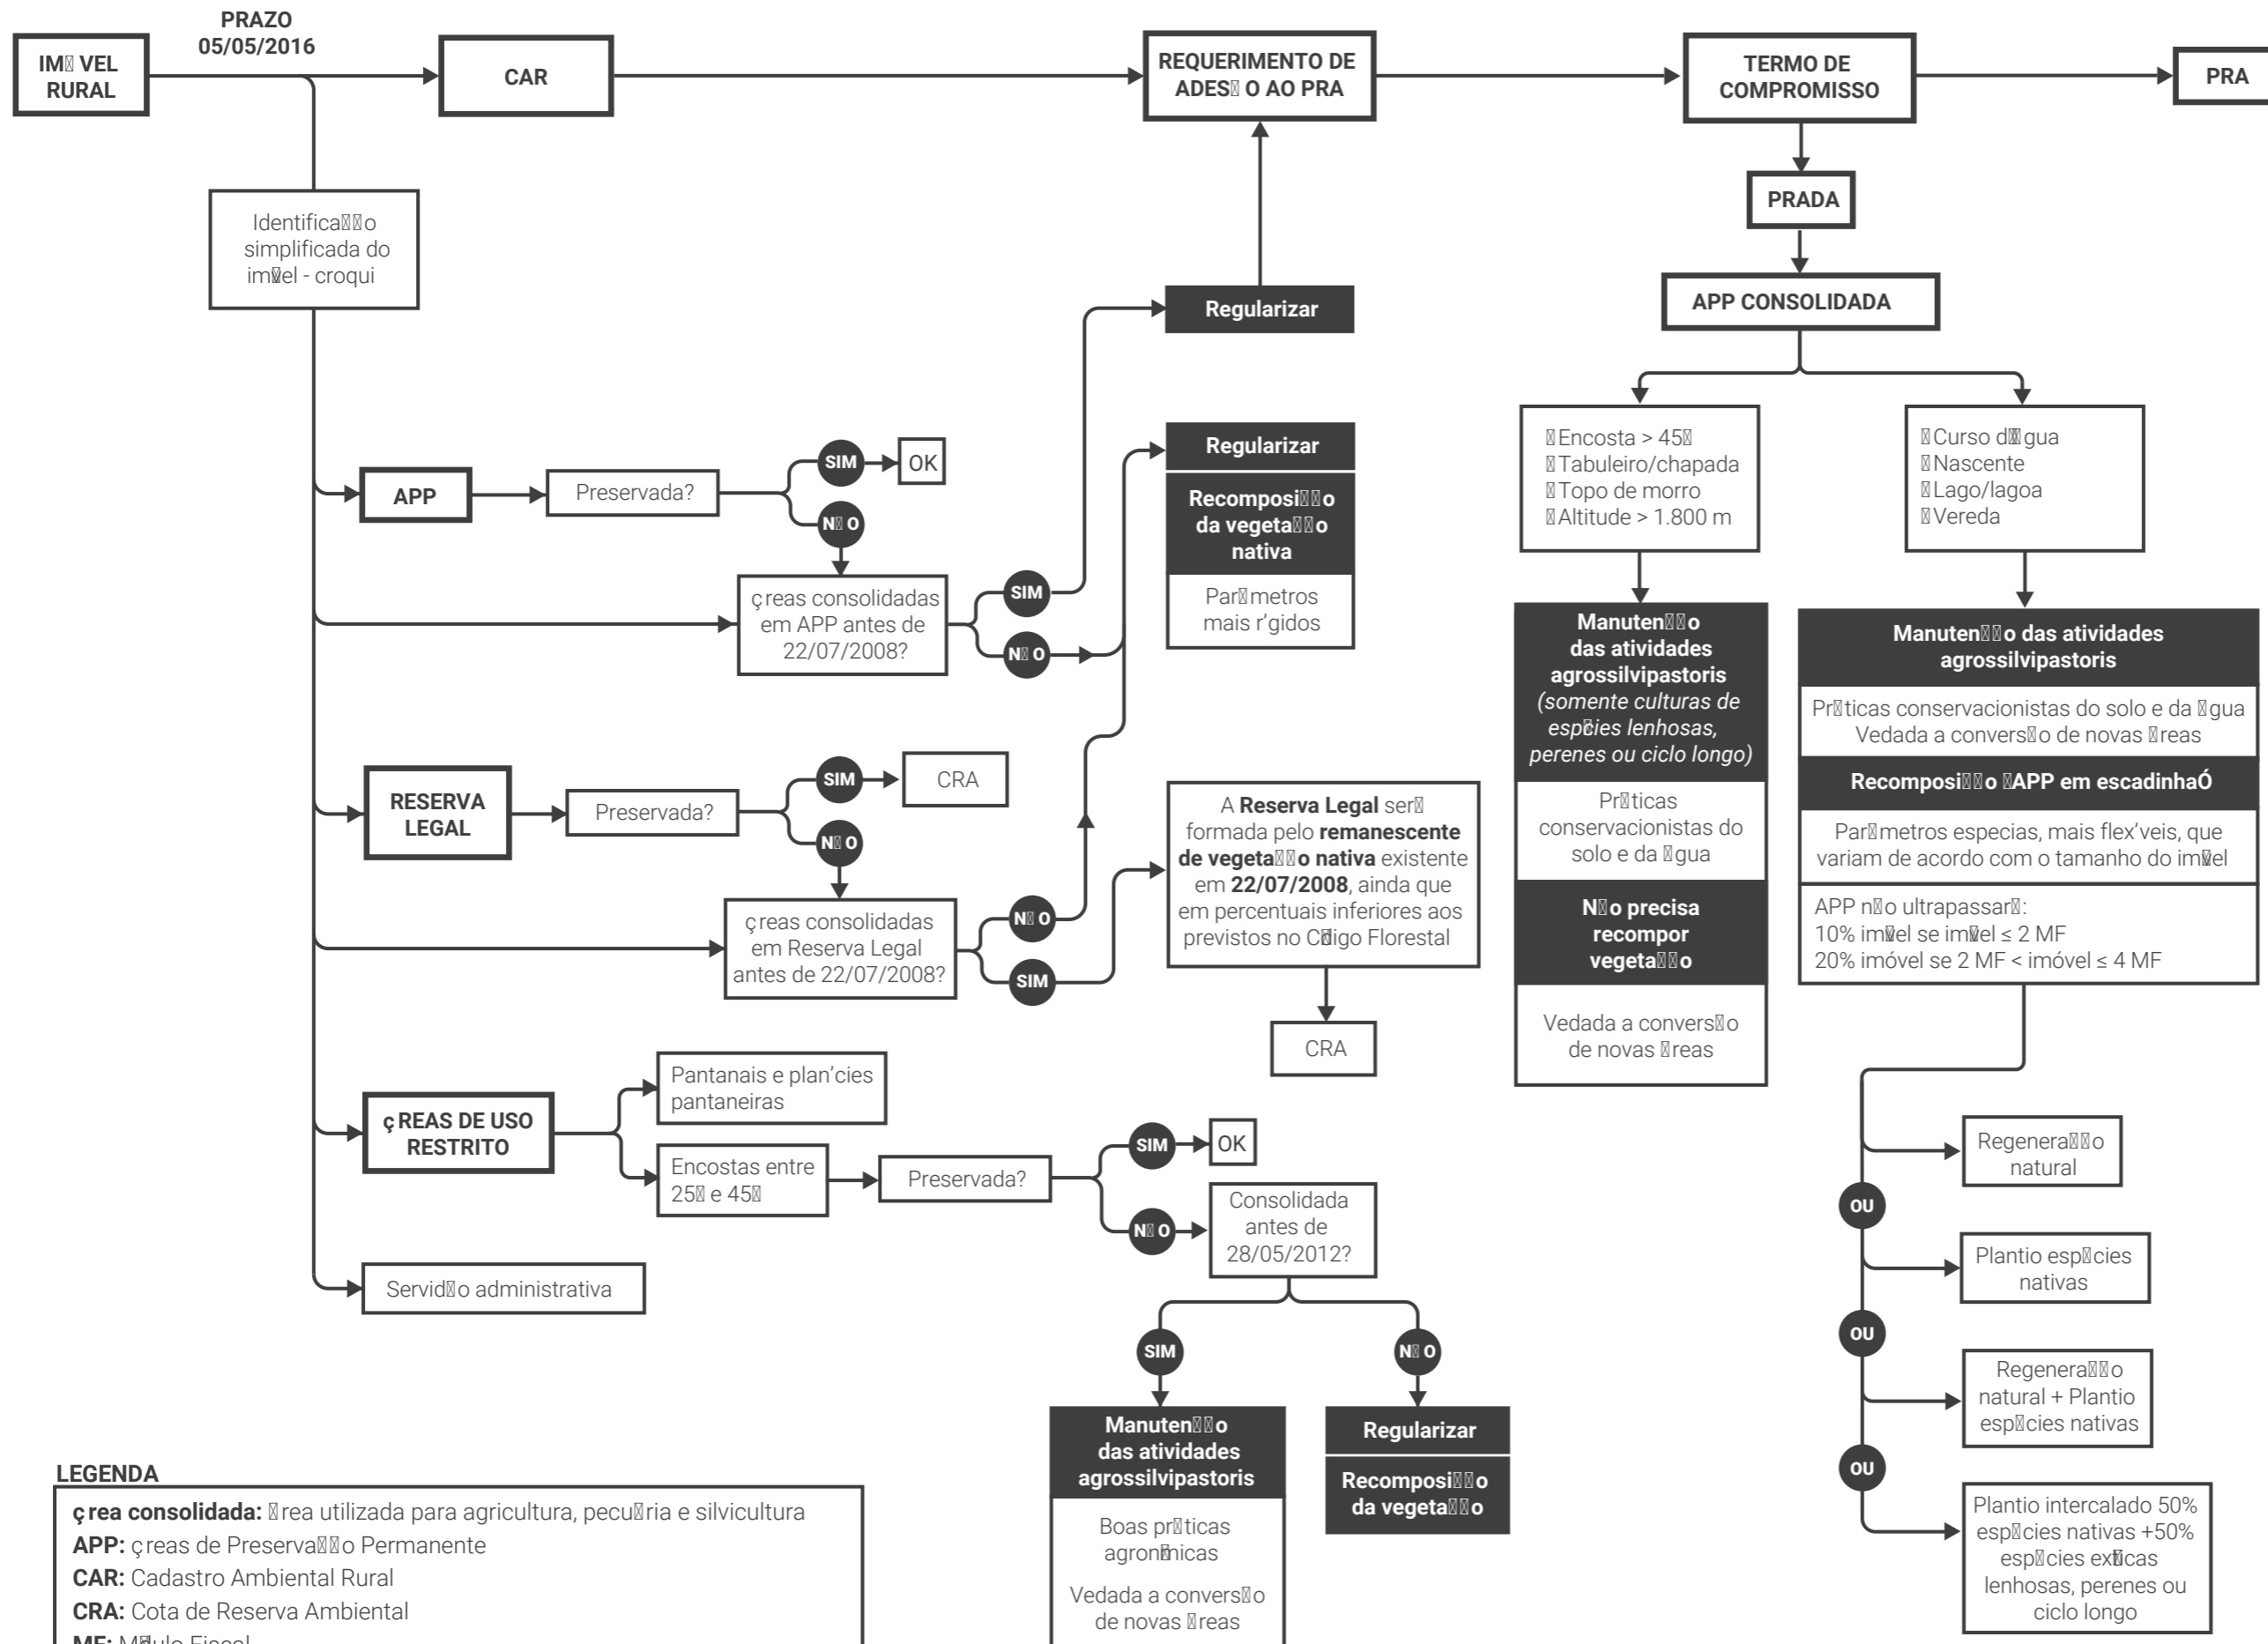 PRAZO
05/05/2016
IM▯ VEL
RURAL
CAR
REQUERIMENTO DE
ADES▯ O AO PRA
TERMO DE
COMPROMISSO
PRA
Identifica▯▯o
simplificada do
im▯vel - croqui
PRADA
APP CONSOLIDADA
Regularizar
APP
Preservada?
SIM
OK
N▯ O
ç reas consolidadas
em APP antes de
22/07/2008?
SIM
N▯ O
Regularizar
Recomposi▯▯o
da vegeta▯▯o
nativa
Par▯metros
mais r'gidos
▯Encosta > 45▯
▯Tabuleiro/chapada
▯Topo de morro
▯Altitude > 1.800 m
▯Curso d▯▯gua
▯Nascente
▯Lago/lagoa
▯Vereda
Manuten▯▯o
das atividades
agrossilvipastoris
(somente culturas de
esp▯cies lenhosas,
perenes ou ciclo longo)
Pr▯ticas
conservacionistas do
solo e da ▯gua
N▯o precisa
recompor
vegeta▯▯o
Vedada a convers▯o
de novas ▯reas
Manuten▯▯o das atividades
agrossilvipastoris
Pr▯ticas conservacionistas do solo e da ▯gua
Vedada a convers▯o de novas ▯reas
Recomposi▯▯o ▯APP em escadinhaÓ
Par▯metros especias, mais flex'veis, que
variam de acordo com o tamanho do im▯vel
APP n▯o ultrapassar▯:
10% im▯vel se im▯vel ≤ 2 MF
20% imóvel se 2 MF < imóvel ≤ 4 MF
RESERVA
LEGAL
Preservada?
SIM
CRA
N▯ O
ç reas consolidadas
em Reserva Legal
antes de 22/07/2008?
N▯ O
SIM
A Reserva Legal ser▯
formada pelo remanescente
de vegeta▯▯o nativa existente
em 22/07/2008, ainda que
em percentuais inferiores aos
previstos no C▯digo Florestal
CRA
ç REAS DE USO
RESTRITO
Pantanais e plan'cies
pantaneiras
Encostas entre
25▯ e 45▯
Preservada?
SIM
OK
N▯ O
Consolidada
antes de
28/05/2012?
Servid▯o administrativa
SIM
N▯ O
Manuten▯▯o
das atividades
agrossilvipastoris
Boas pr▯ticas
agron▯micas
Vedada a convers▯o
de novas ▯reas
Regularizar
Recomposi▯▯o
da vegeta▯▯o
Regenera▯▯o
natural
OU
Plantio esp▯cies
nativas
OU
Regenera▯▯o
natural + Plantio
esp▯cies nativas
OU
Plantio intercalado 50%
esp▯cies nativas +50%
esp▯cies ex▯ticas
lenhosas, perenes ou
ciclo longo
LEGENDA
ç rea consolidada: ▯rea utilizada para agricultura, pecu▯ria e silvicultura
APP: ç reas de Preserva▯▯o Permanente
CAR: Cadastro Ambiental Rural
CRA: Cota de Reserva Ambiental
MF: M▯dulo Fiscal